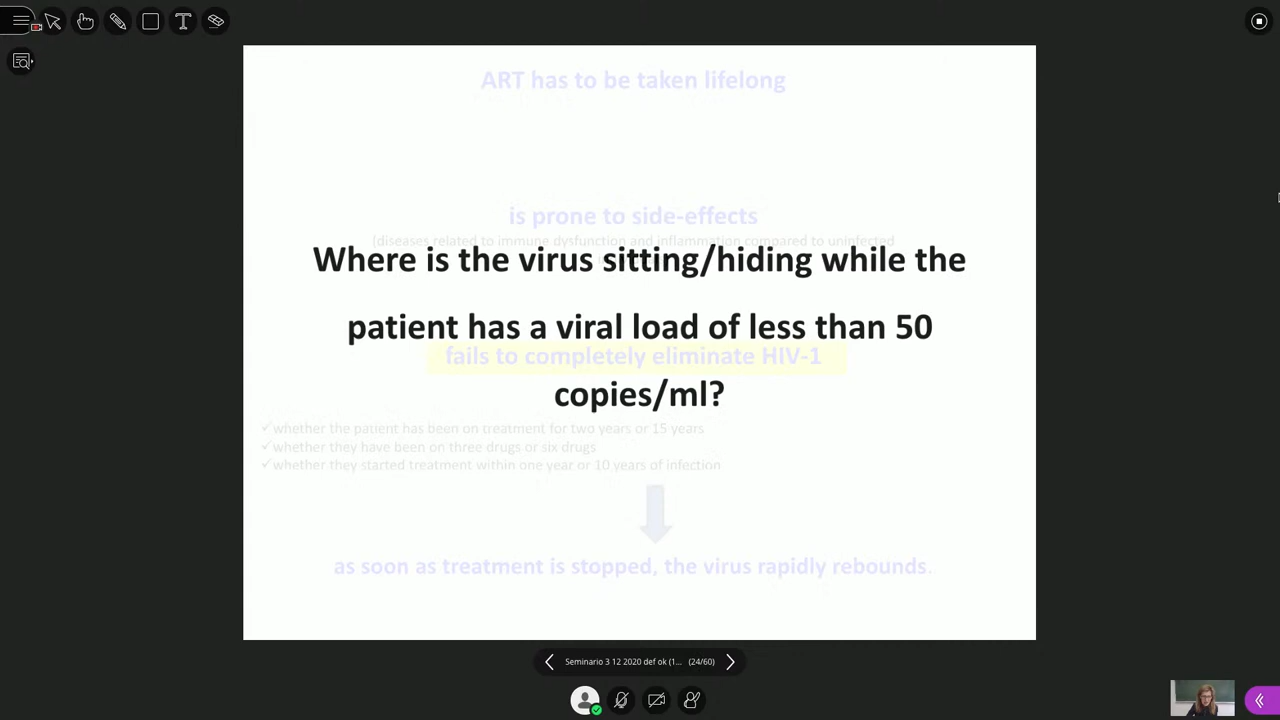 ART has to be taken lifelong
is prone to side-effects
(diseases related to immune dysfunction and inflammation compared to uninfected
Where is the virus sitting/hiding while the
patient has a viral load of less than 50
fails to completely eliminate HIV-1
copies/ml?
✓whether the patient has been on treatment for two years or 15 years
✓whether they have been on three drugs or six drugs
✓whether they started treatment within one year or 10 years of infection
as soon as treatment is stopped, the virus rapidly rebounds.
Seminario 3 12 2020 def ok (1... (24/60)